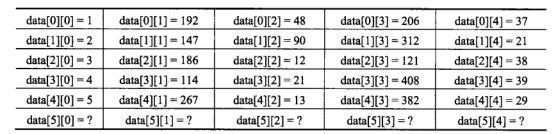 data[0][0] = 1 data[0][1] = 192 data[0][2] = 48 data[0][3] = 206 data[0][4] = 37
data[1][0] = 2 data[1][1] = 147 data[1][2] = 90 data[1][3] = 312 data[1][4] = 21
data[2][0] = 3 data[2][1] = 186 data[2][2] = 12 data[2][3] = 121 data[2][4] = 38
data[3][0] = 4 data[3][1] = 114 data[3][2] = 21 data[3][3] = 408 data[3][4] = 39
data[4][0] = 5 data[4][1] = 267 data[4][2] = 13 data[4][3] = 382 data[4][4] = 29
data[5][0] = ? data[5][1] = ? data[5][2] = ? data[5][3] = ? data[5][4] = ?